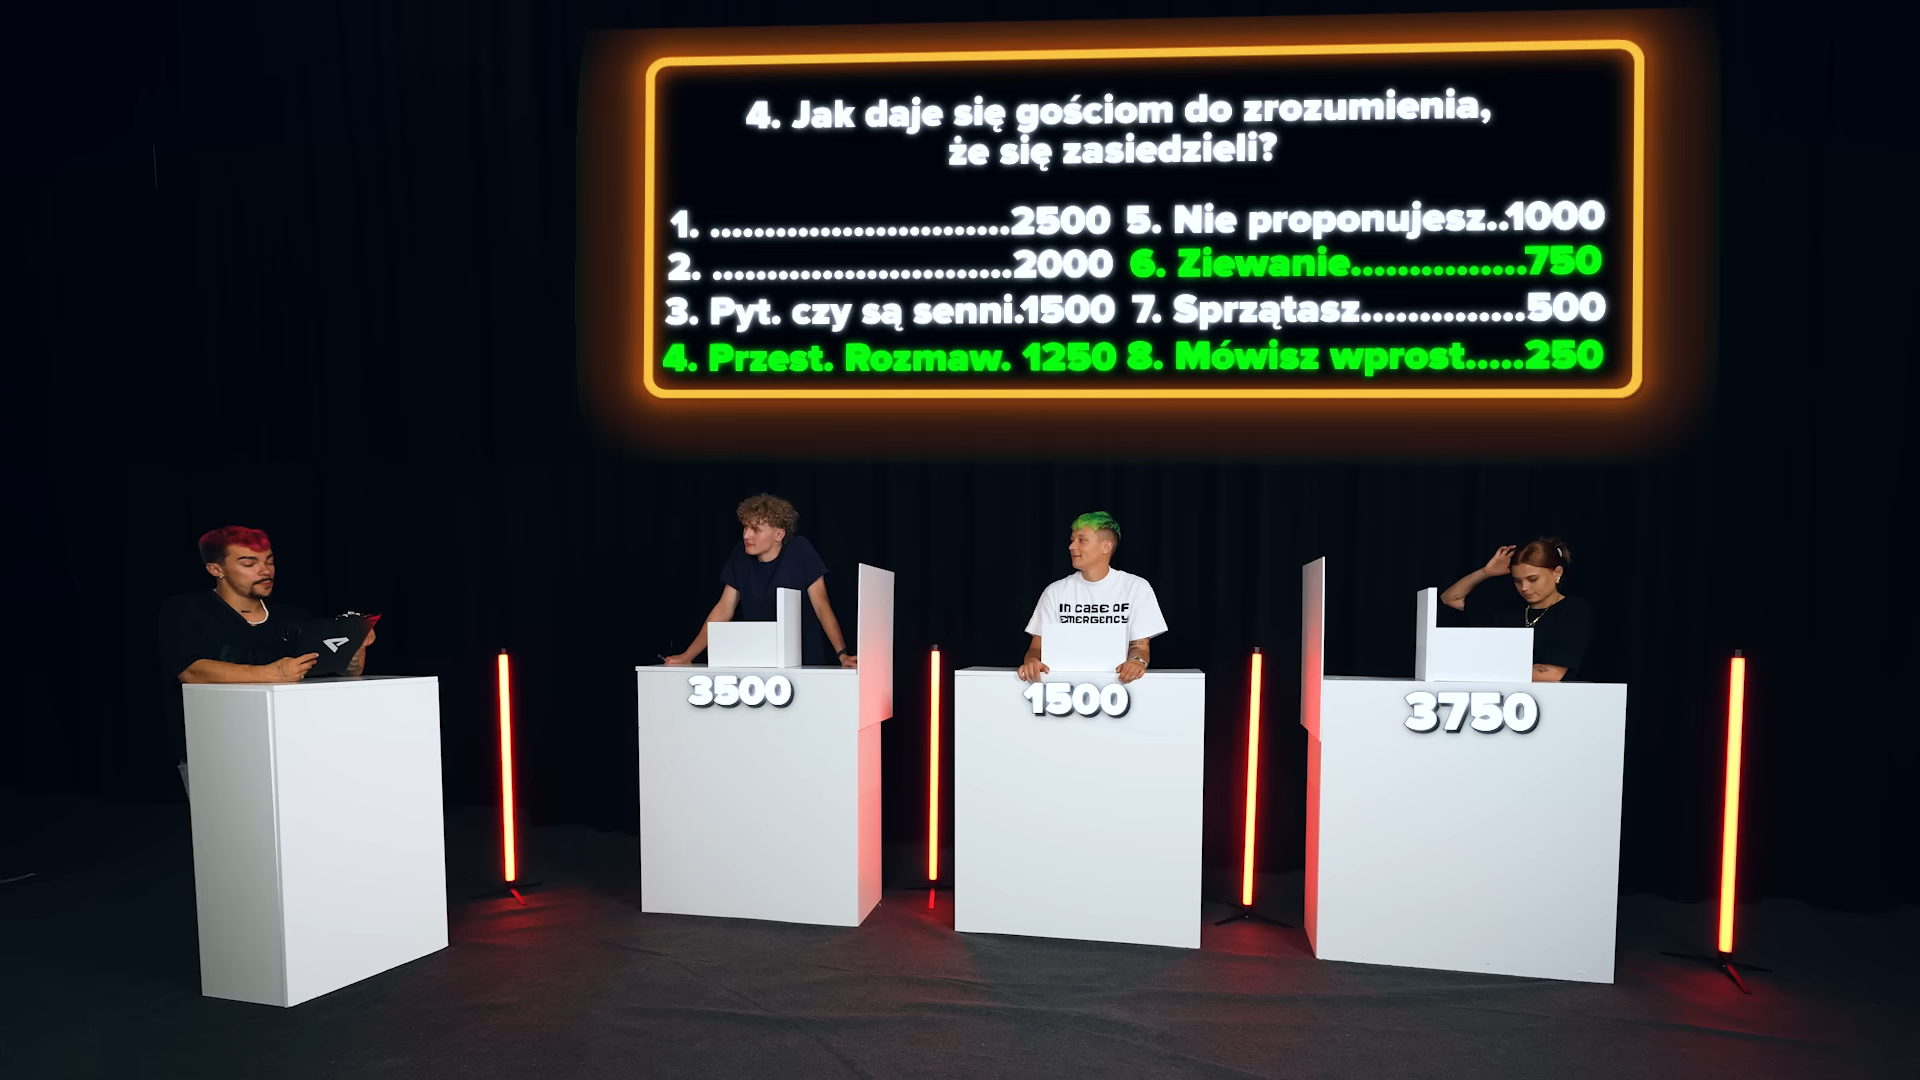 4. Jak daje się gościom do zrozumienia,
że się zasiedzieli?
1. ...........................2500
2. ...........................2000
3. Pyt. czy są senni.1500
4. Przest. Rozmaw. 1250
5. Nie proponujesz..1000
6. Ziewanie...............750
7. Sprzątasz..............500
8. Mówisz wprost.....250
In case of
emergency
3500
1500
3750